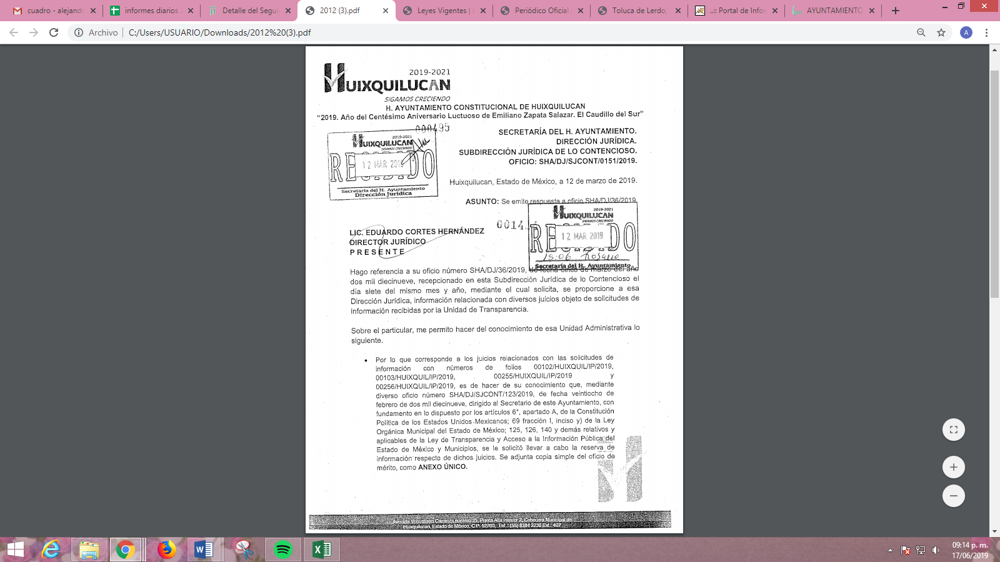 cuadro - alejand
informes diarios
Detalle del Segui
2012 (3).pdf
Leyes Vigentes |
Periódico Oficial
Toluca de Lerdo,
..:: Portal de Infor
AYUNTAMIENTO
Archivo
C:/Users/USUARIO/Downloads/2012%20(3).pdf
A
2019-2021
HUIXQUILUCAN
SIGAMOS CRECIENDO
H. AYUNTAMIENTO CONSTITUCIONAL DE HUIXQUILUCAN
“2019. Año del Centésimo Aniversario Luctuoso de Emiliano Zapata Salazar. El Caudillo del Sur”
000495
SECRETARÍA DEL H. AYUNTAMIENTO.
DIRECCIÓN JURÍDICA.
SUBDIRECCIÓN JURÍDICA DE LO CONTENCIOSO.
OFICIO: SHA/DJ/SJCONT/0151/2019.
2019-2021
HUIXQUILUCAN
SIGAMOS CRECIENDO
RECIBIDO
12 MAR 2019
Secretaría del H. Ayuntamiento
Dirección Jurídica
Huixquilucan, Estado de México, a 12 de marzo de 2019.
ASUNTO: Se emite respuesta a oficio SHA/DJ/36/2019.
2019-2021
HUIXQUILUCAN
SIGAMOS CRECIENDO
RECIBIDO
12 MAR 2019
15:06 Rosario
Secretaría del H. Ayuntamiento
0014
LIC. EDUARDO CORTES HERNÁNDEZ
DIRECTOR JURÍDICO
P R E S E N T E
Hago referencia a su oficio número SHA/DJ/36/2019, de fecha cinco de marzo del año
dos mil diecinueve, recepcionado en esta Subdirección Jurídica de lo Contencioso el
día siete del mismo mes y año, mediante el cual solicita, se proporcione a esa
Dirección Jurídica, información relacionada con diversos juicios objeto de solicitudes de
información recibidas por la Unidad de Transparencia.
Sobre el particular, me permito hacer del conocimiento de esa Unidad Administrativa lo
siguiente.
• Por lo que corresponde a los juicios relacionados con las solicitudes de
información con números de folios 00102/HUIXQUIL/IP/2019,
00103/HUIXQUIL/IP/2019, 00255/HUIXQUIL/IP/2019 y
00256/HUIXQUIL/IP/2019, es de hacer de su conocimiento que, mediante
diverso oficio número SHA/DJ/SJCONT/123/2019, de fecha veintiocho de
febrero de dos mil diecinueve, dirigido al Secretario de este Ayuntamiento, con
fundamento en lo dispuesto por los artículos 6°, apartado A, de la Constitución
Política de los Estados Unidos Mexicanos; 69 fracción I, inciso y) de la Ley
Orgánica Municipal del Estado de México; 125, 126, 140 y demás relativos y
aplicables de la Ley de Transparencia y Acceso a la Información Pública del
Estado de México y Municipios, se le solicitó llevar a cabo la reserva de
información respecto de dichos juicios. Se adjunta copia simple del oficio de
mérito, como ANEXO ÚNICO.
Avenida Venustiano Carranza número 35, Planta Alta Interior 2, Cabecera Municipal de
Huixquilucan, Estado de México, C.P. 52760, Tel.: (55) 8284 2230 Ext.: 407
09:14 p. m.
17/06/2019